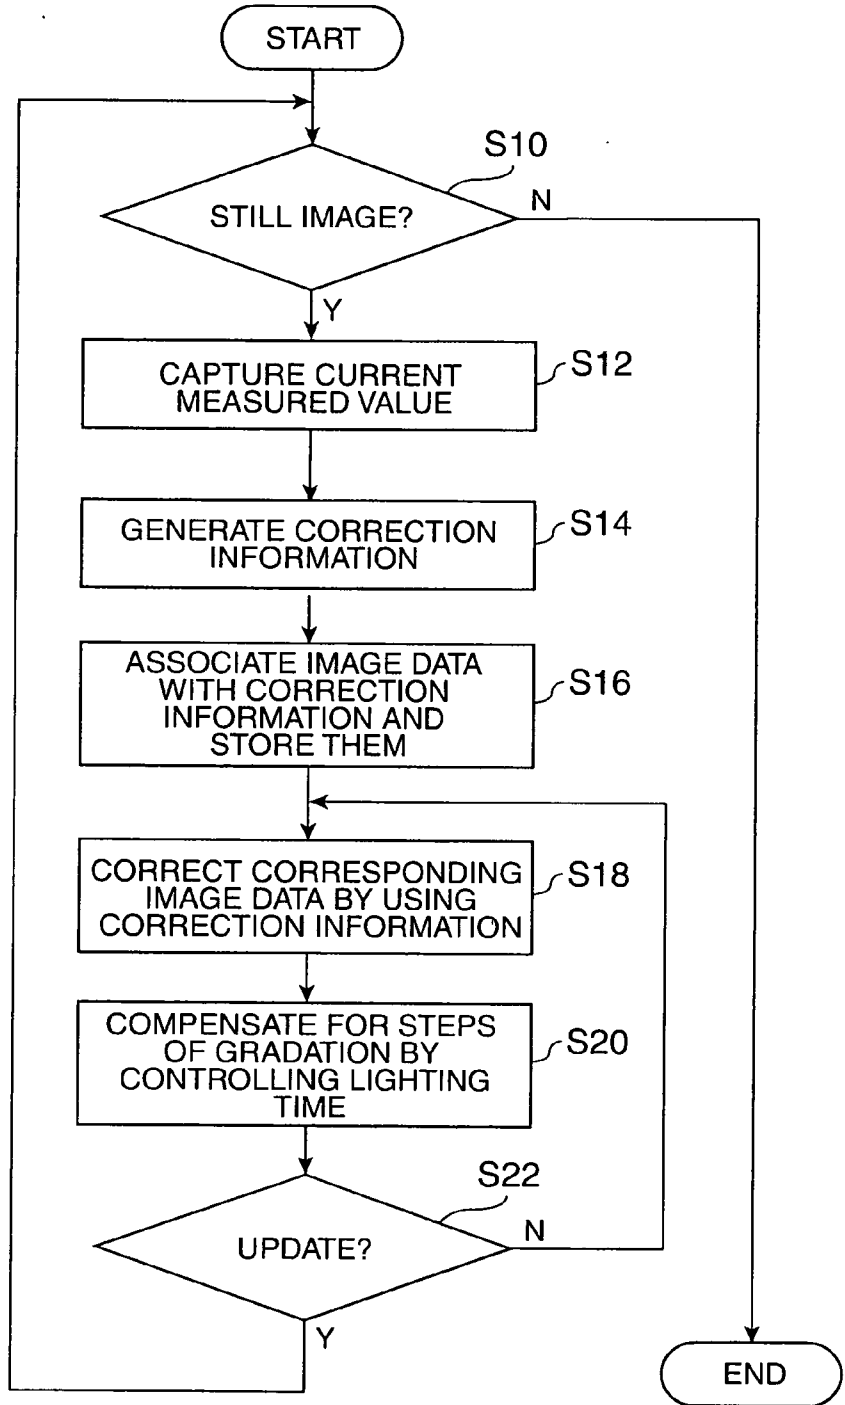 START
S10
STILL IMAGE?
N
Y
CAPTURE CURRENT
MEASURED VALUE
S12
GENERATE CORRECTION
INFORMATION
S14
ASSOCIATE IMAGE DATA
WITH CORRECTION
INFORMATION AND
STORE THEM
S16
CORRECT CORRESPONDING
IMAGE DATA BY USING
CORRECTION INFORMATION
S18
COMPENSATE FOR STEPS
OF GRADATION BY
CONTROLLING LIGHTING
TIME
S20
S22
UPDATE?
N
Y
END